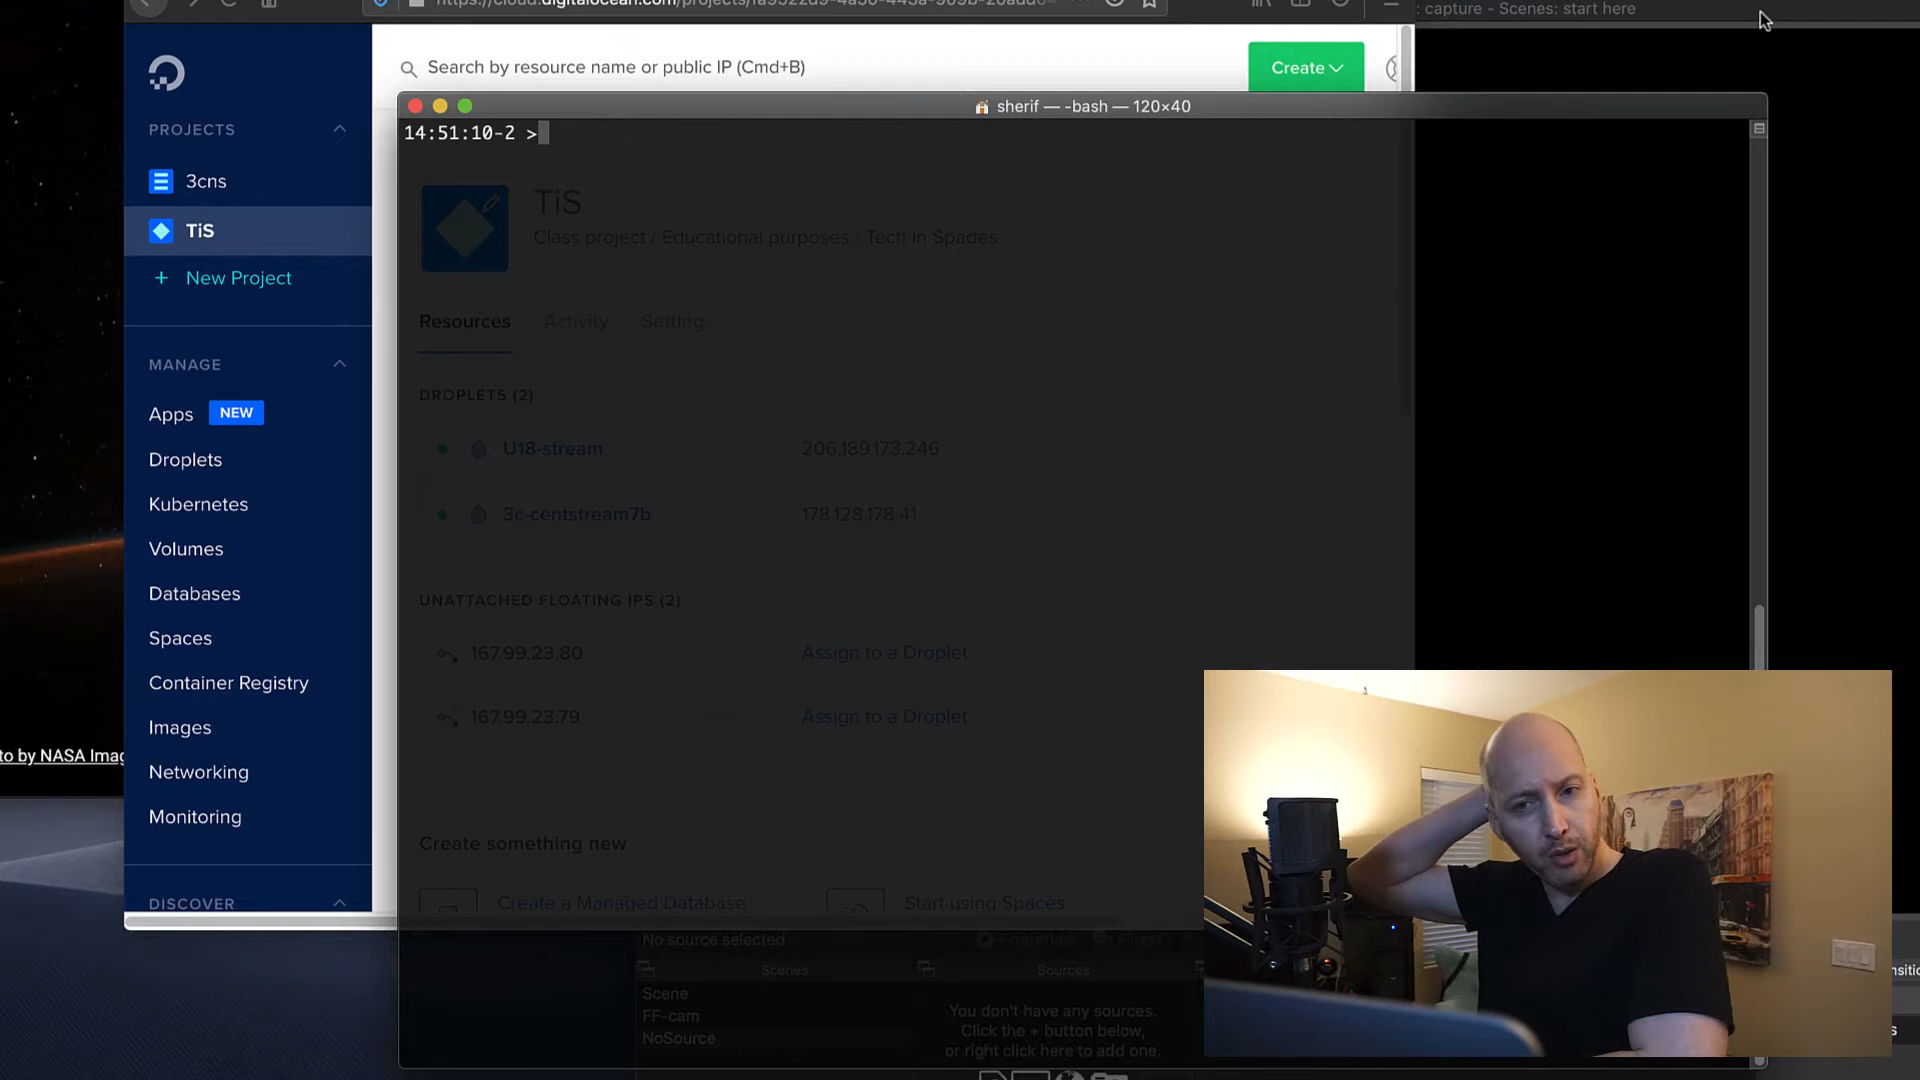 : capture - Scenes: start here
Search by resource name or public IP (Cmd+B)
Create
PROJECTS
3cns
TiS
+ New Project
MANAGE
Apps NEW
Droplets
Kubernetes
Volumes
Databases
Spaces
Container Registry
Images
Networking
Monitoring
DISCOVER
to by NASA Imag
sherif — -bash — 120×40
14:51:10-2 >
TiS
Class project / Educational purposes / Tech In Spades
Resources Activity Setting
DROPLETS (2)
U18-stream 206.189.173.246
3c-centstream7b 178.128.178.41
UNATTACHED FLOATING IPS (2)
167.99.23.80 Assign to a Droplet
167.99.23.79 Assign to a Droplet
Create something new
Create a Managed Database Start using Spaces
No source selected Properties Filters
Scenes Sources
Scene
FF-cam
NoSource
You don't have any sources.
Click the + button below,
or right click here to add one.